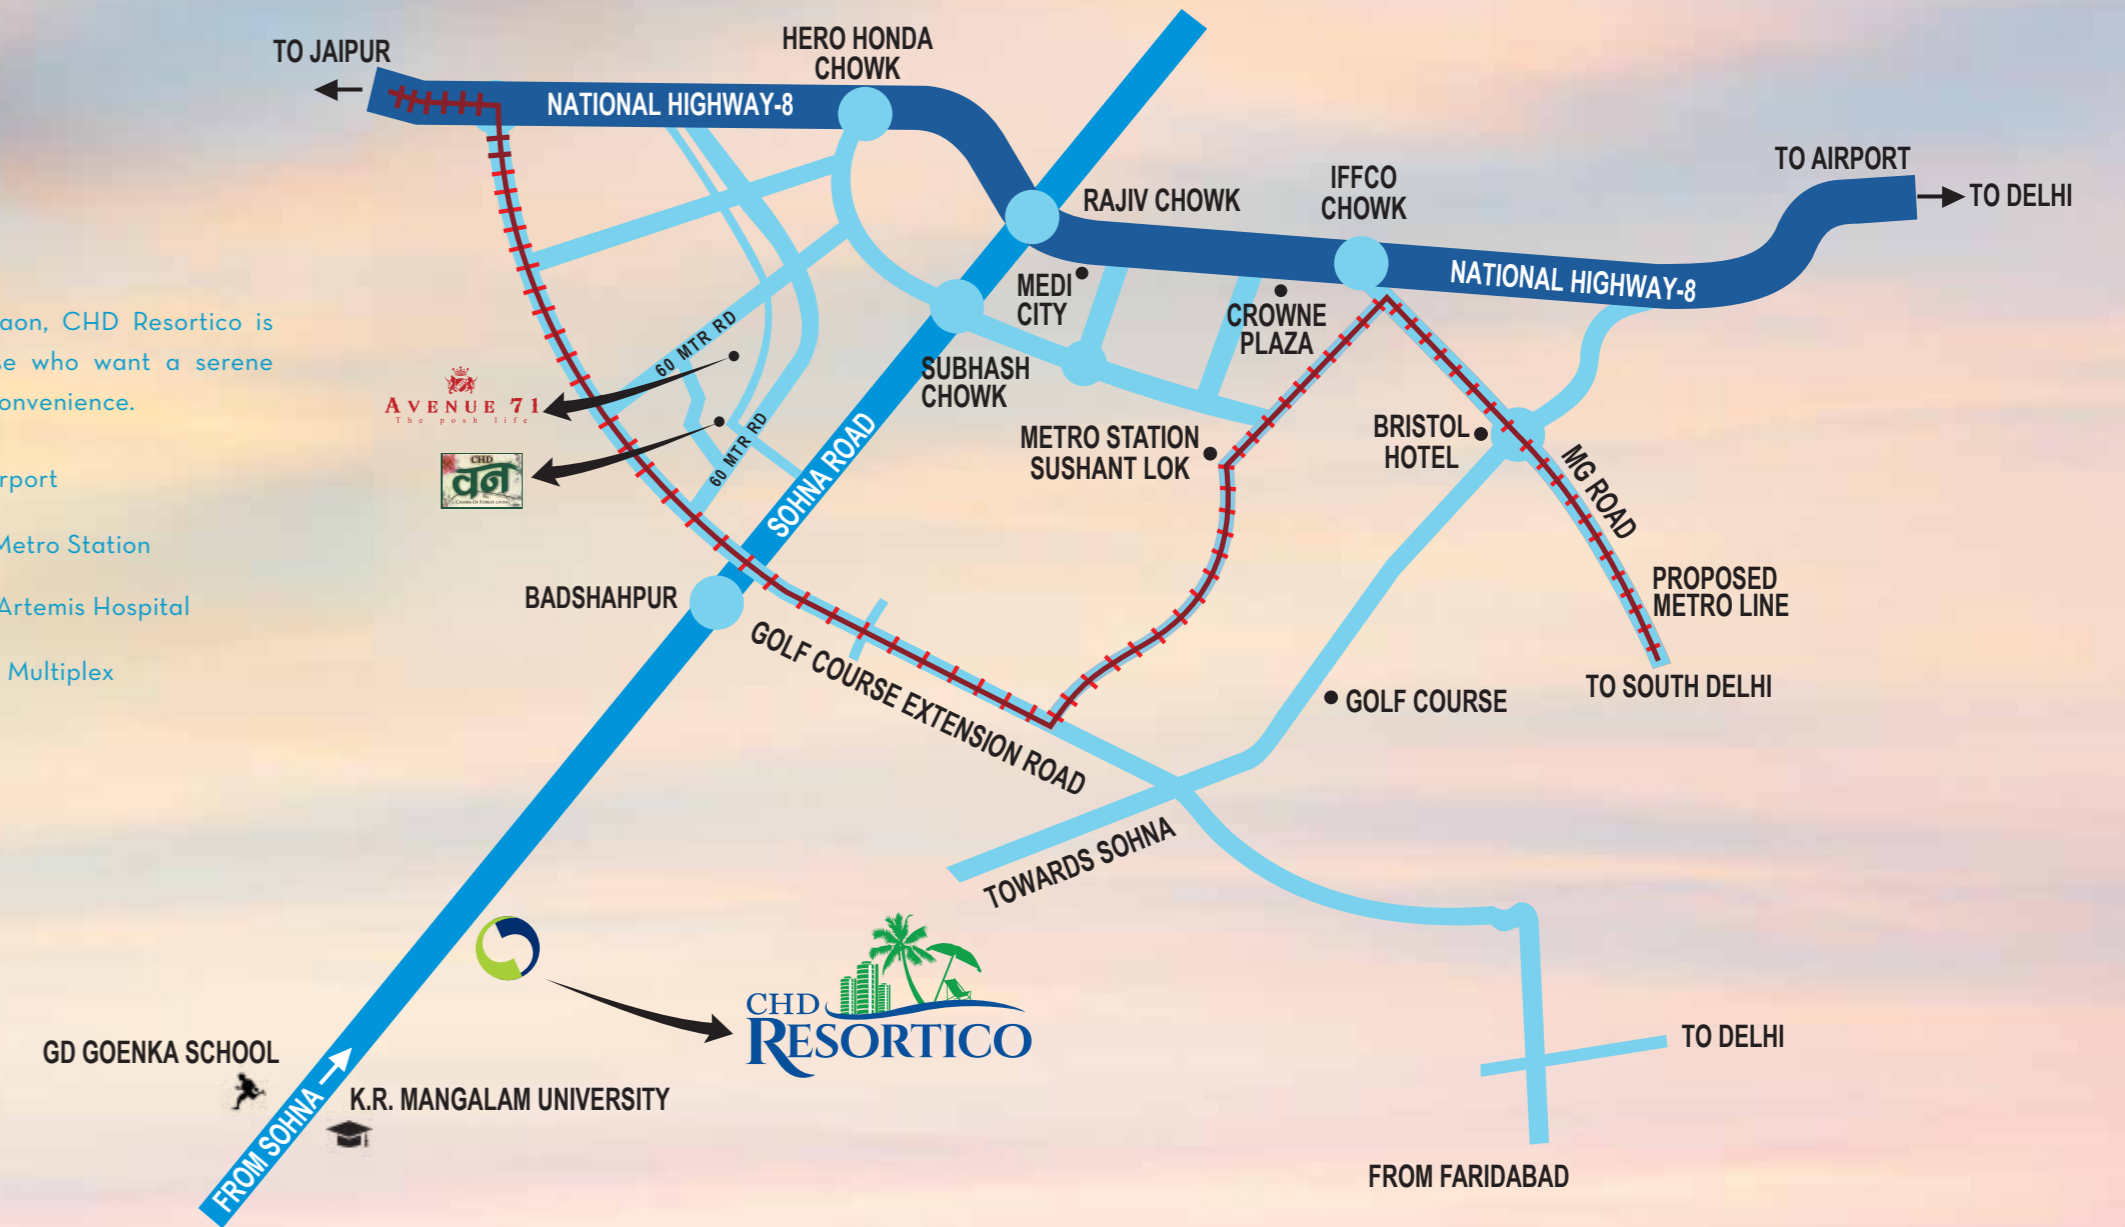 TO JAIPUR
HERO HONDA
CHOWK
NATIONAL HIGHWAY-8
RAJIV CHOWK
IFFCO
CHOWK
TO AIRPORT
TO DELHI
NATIONAL HIGHWAY-8
MEDI
CITY
CROWNE
PLAZA
CHD Resortico is
who want a serene
Metro Station
Artemis Hospital
Multiplex
60 MTR RD
AVENUE 71
The posh life
SUBHASH
CHOWK
METRO STATION
SUSHANT LOK
BRISTOL
HOTEL
MG ROAD
CHD
वन
60 MTR RD
SOHNA ROAD
BADSHAHPUR
PROPOSED
METRO LINE
TO SOUTH DELHI
GOLF COURSE EXTENSION ROAD
GOLF COURSE
TOWARDS SOHNA
CHD
RESORTICO
GD GOENKA SCHOOL
K.R. MANGALAM UNIVERSITY
FROM SOHNA
TO DELHI
FROM FARIDABAD